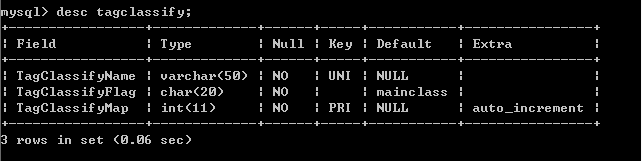 mysql> desc tagclassify;
+------------------+-------------+------+-----+-----------+----------------+
| Field            | Type        | Null | Key | Default   | Extra          |
+------------------+-------------+------+-----+-----------+----------------+
| TagClassifyName  | varchar(50) | NO   | UNI | NULL      |                |
| TagClassifyFlag  | char(20)    | NO   |     | mainclass |                |
| TagClassifyMap   | int(11)     | NO   | PRI | NULL      | auto_increment |
+------------------+-------------+------+-----+-----------+----------------+
3 rows in set (0.06 sec)